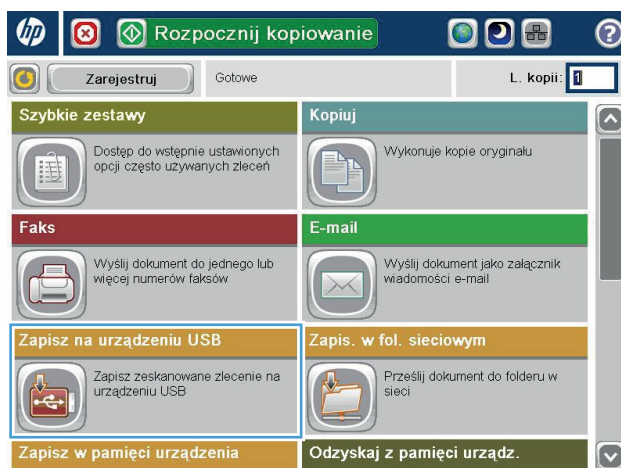 hp
Rozpocznij kopiowanie
?
Zarejestruj
Gotowe
L. kopii: 1
Szybkie zestawy
Dostęp do wstępnie ustawionych
opcji często używanych zleceń
Kopiuj
Wykonuje kopie oryginału
Faks
Wyślij dokument do jednego lub
więcej numerów faksów
E-mail
Wyślij dokument jako załącznik
wiadomości e-mail
Zapisz na urządzeniu USB
Zapisz zeskanowane zlecenie na
urządzeniu USB
Zapis. w fol. sieciowym
Prześlij dokument do folderu w
sieci
Zapisz w pamięci urządzenia
Odzyskaj z pamięci urządz.